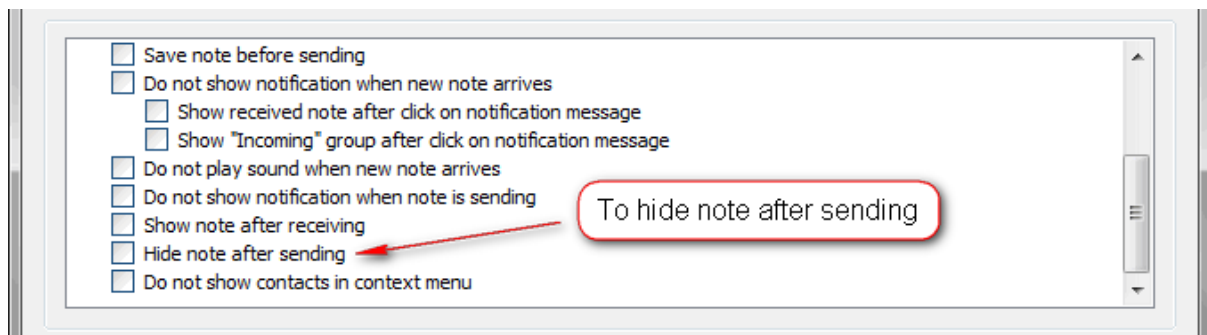 Save note before sending
Do not show notification when new note arrives
Show received note after click on notification message
Show "Incoming" group after click on notification message
Do not play sound when new note arrives
Do not show notification when note is sending
To hide note after sending
Show note after receiving
Hide note after sending
Do not show contacts in context menu